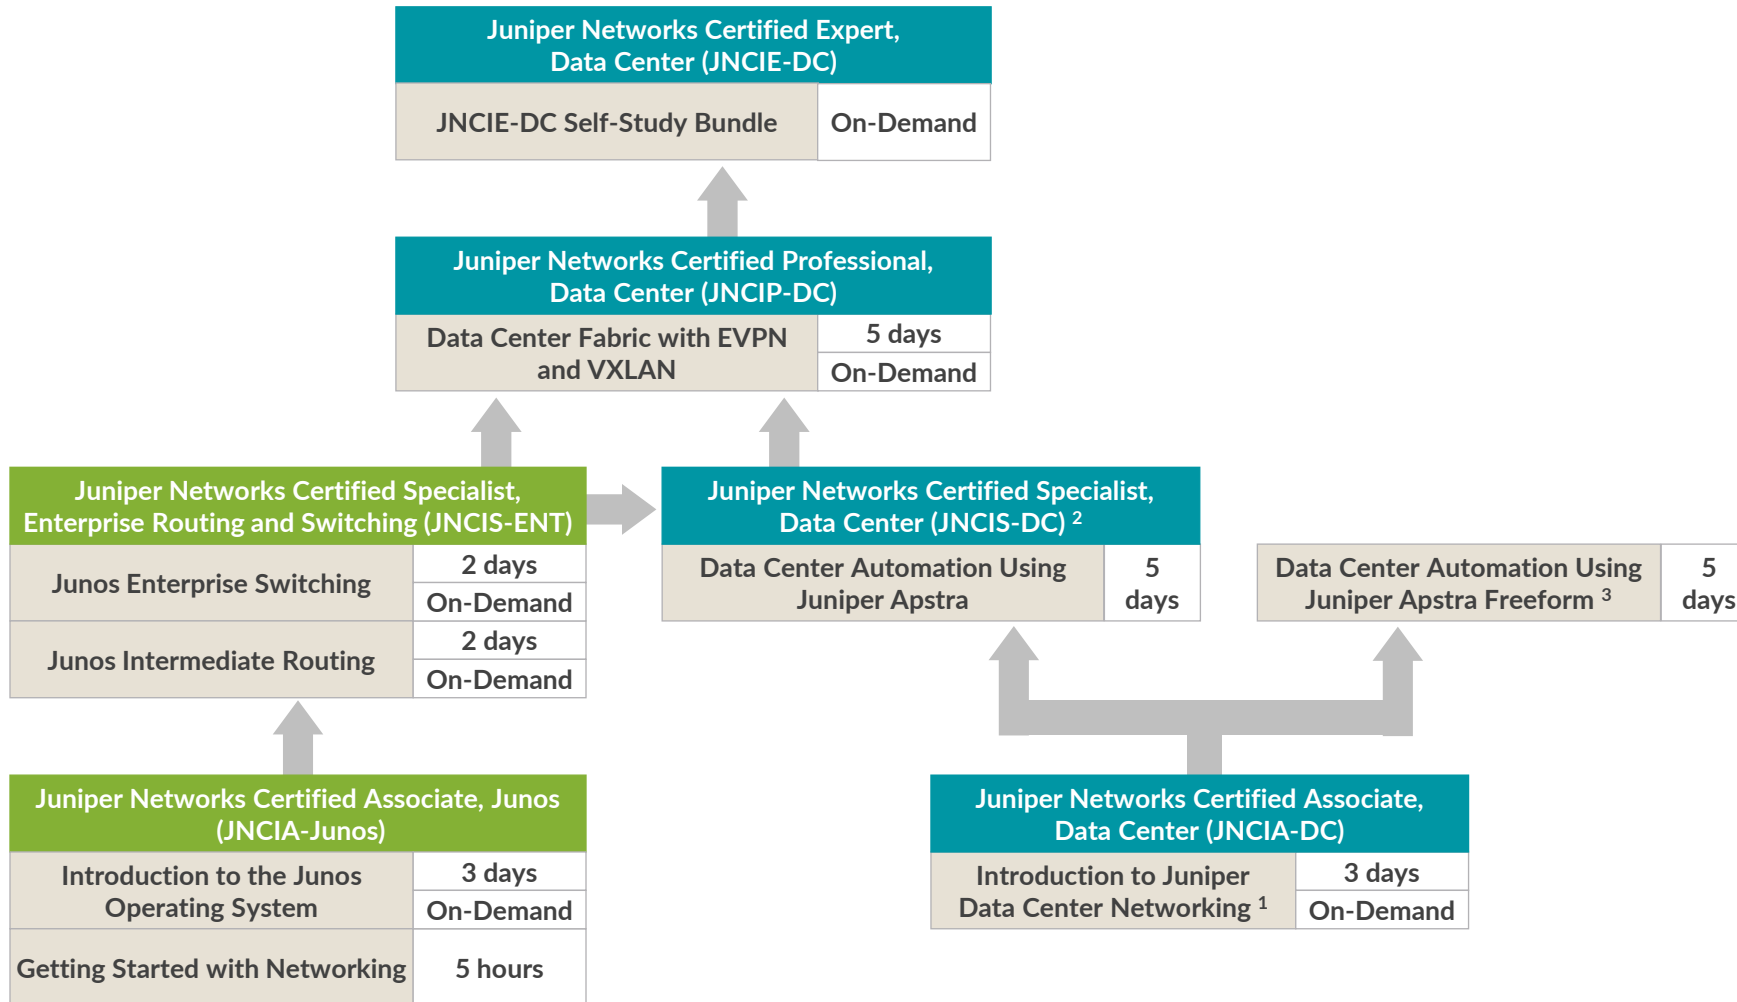 Juniper Networks Certified Expert,
Data Center (JNCIE-DC)
JNCIE-DC Self-Study Bundle
On-Demand
Juniper Networks Certified Professional,
Data Center (JNCIP-DC)
Data Center Fabric with EVPN
and VXLAN
5 days
On-Demand
Juniper Networks Certified Specialist,
Enterprise Routing and Switching (JNCIS-ENT)
Junos Enterprise Switching
2 days
On-Demand
Junos Intermediate Routing
2 days
On-Demand
Juniper Networks Certified Specialist,
Data Center (JNCIS-DC) 2
Data Center Automation Using
Juniper Apstra
5
days
Data Center Automation Using
Juniper Apstra Freeform 3
5
days
Juniper Networks Certified Associate, Junos
(JNCIA-Junos)
Introduction to the Junos
Operating System
3 days
On-Demand
Getting Started with Networking
5 hours
Juniper Networks Certified Associate,
Data Center (JNCIA-DC)
Introduction to Juniper
Data Center Networking 1
3 days
On-Demand